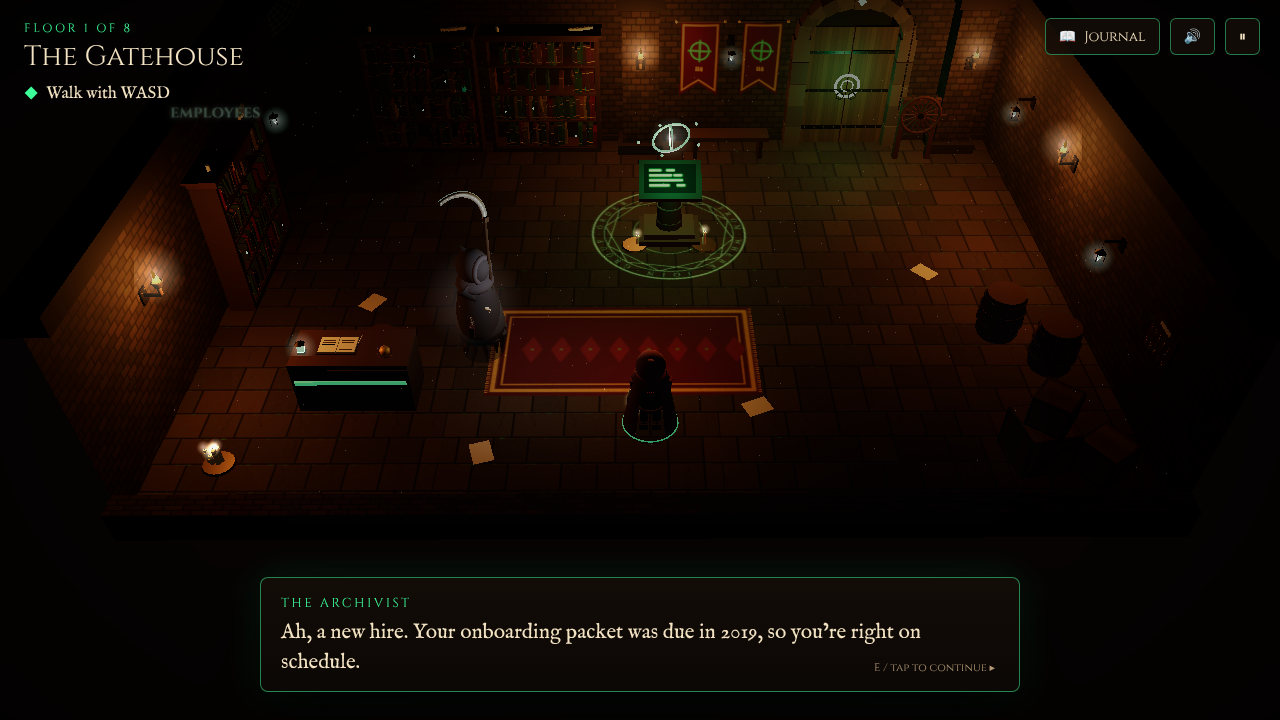 FLOOR 1 OF 8
THE GATEHOUSE
Walk with WASD
EMPLOYEES
JOURNAL
@
THE ARCHIVIST
Ah, a new hire. Your onboarding packet was due in 2019, so you're right on
schedule.
E / TAP TO CONTINUE ▸